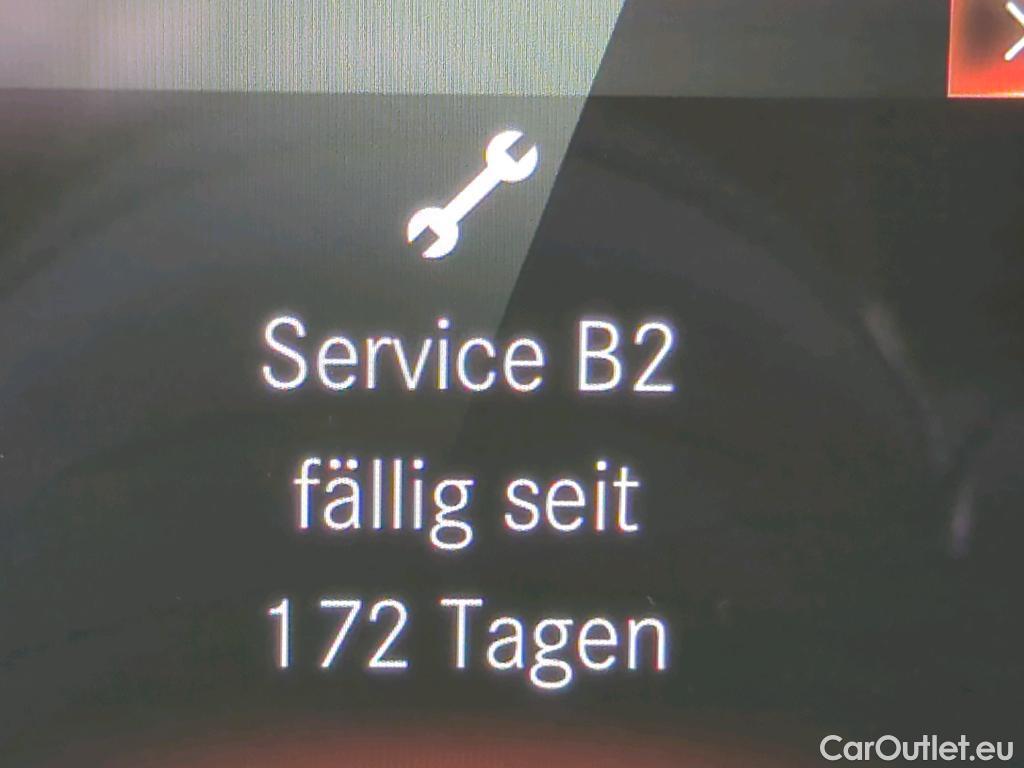 Service B2
fällig seit
172 Tagen
CarOutlet.eu